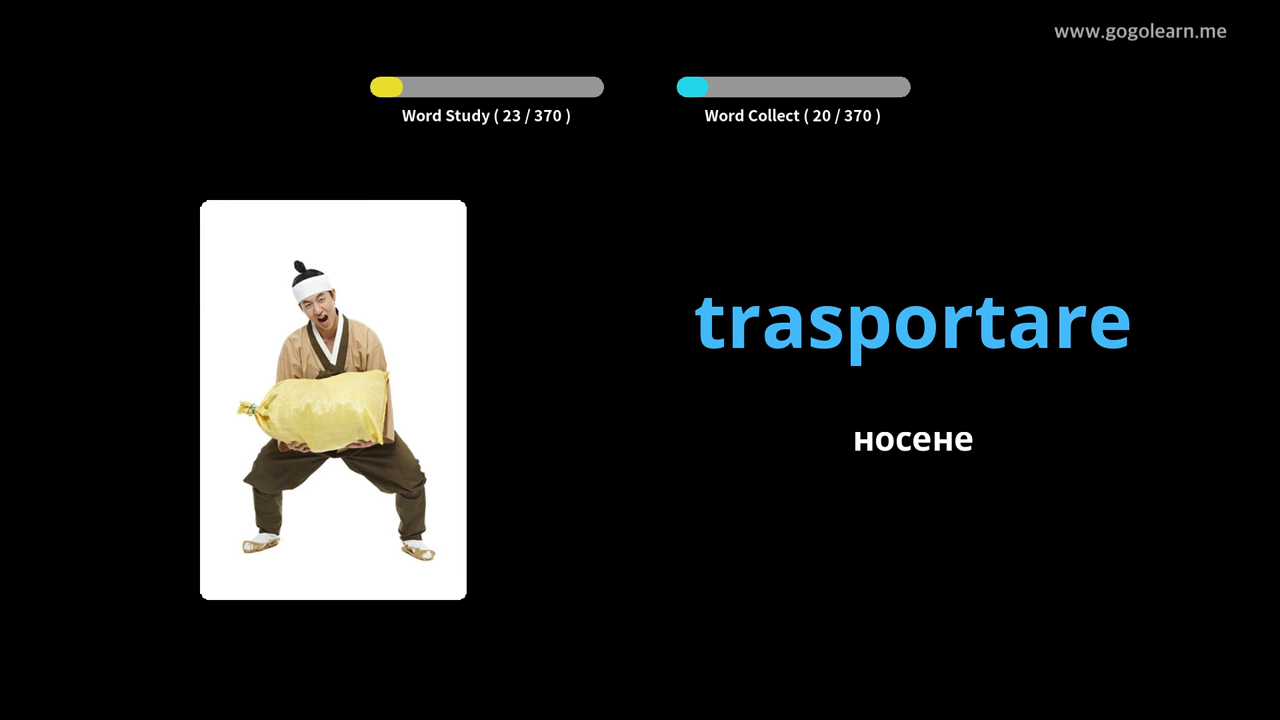 www.gogolearn.me
Word Study ( 23 / 370 )
Word Collect ( 20 / 370 )
trasportare
носене